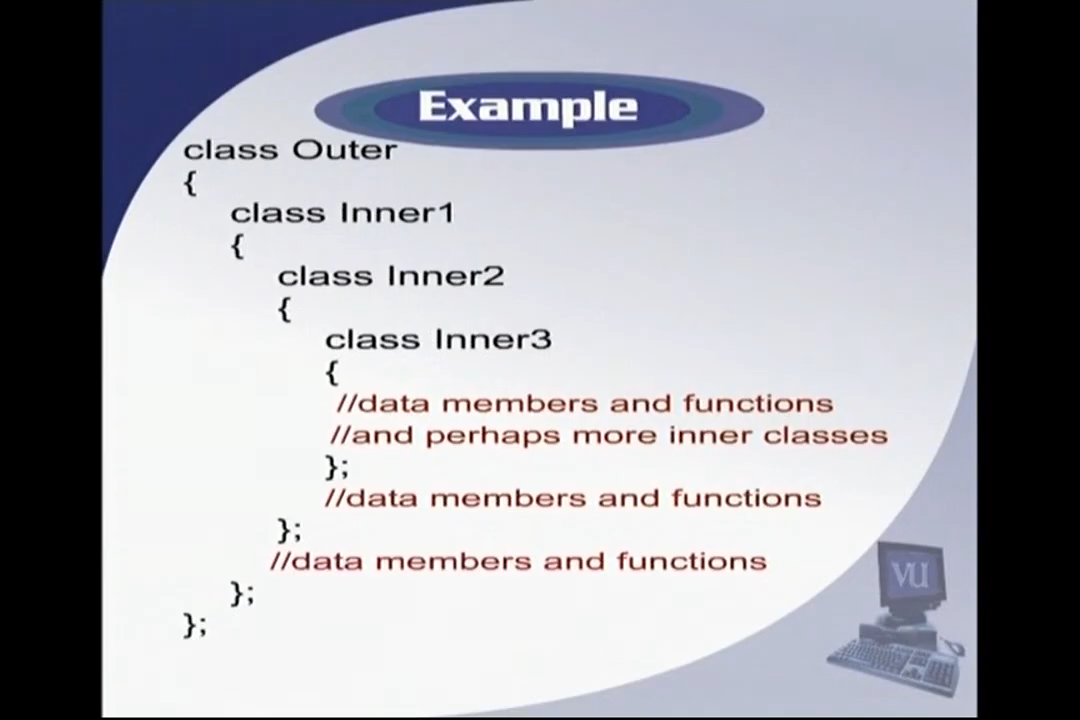 Example
class Outer
{
class Inner1
{
class Inner2
{
class Inner3
{
//data members and functions
//and perhaps more inner classes
};
//data members and functions
};
//data members and functions
};
};
VU